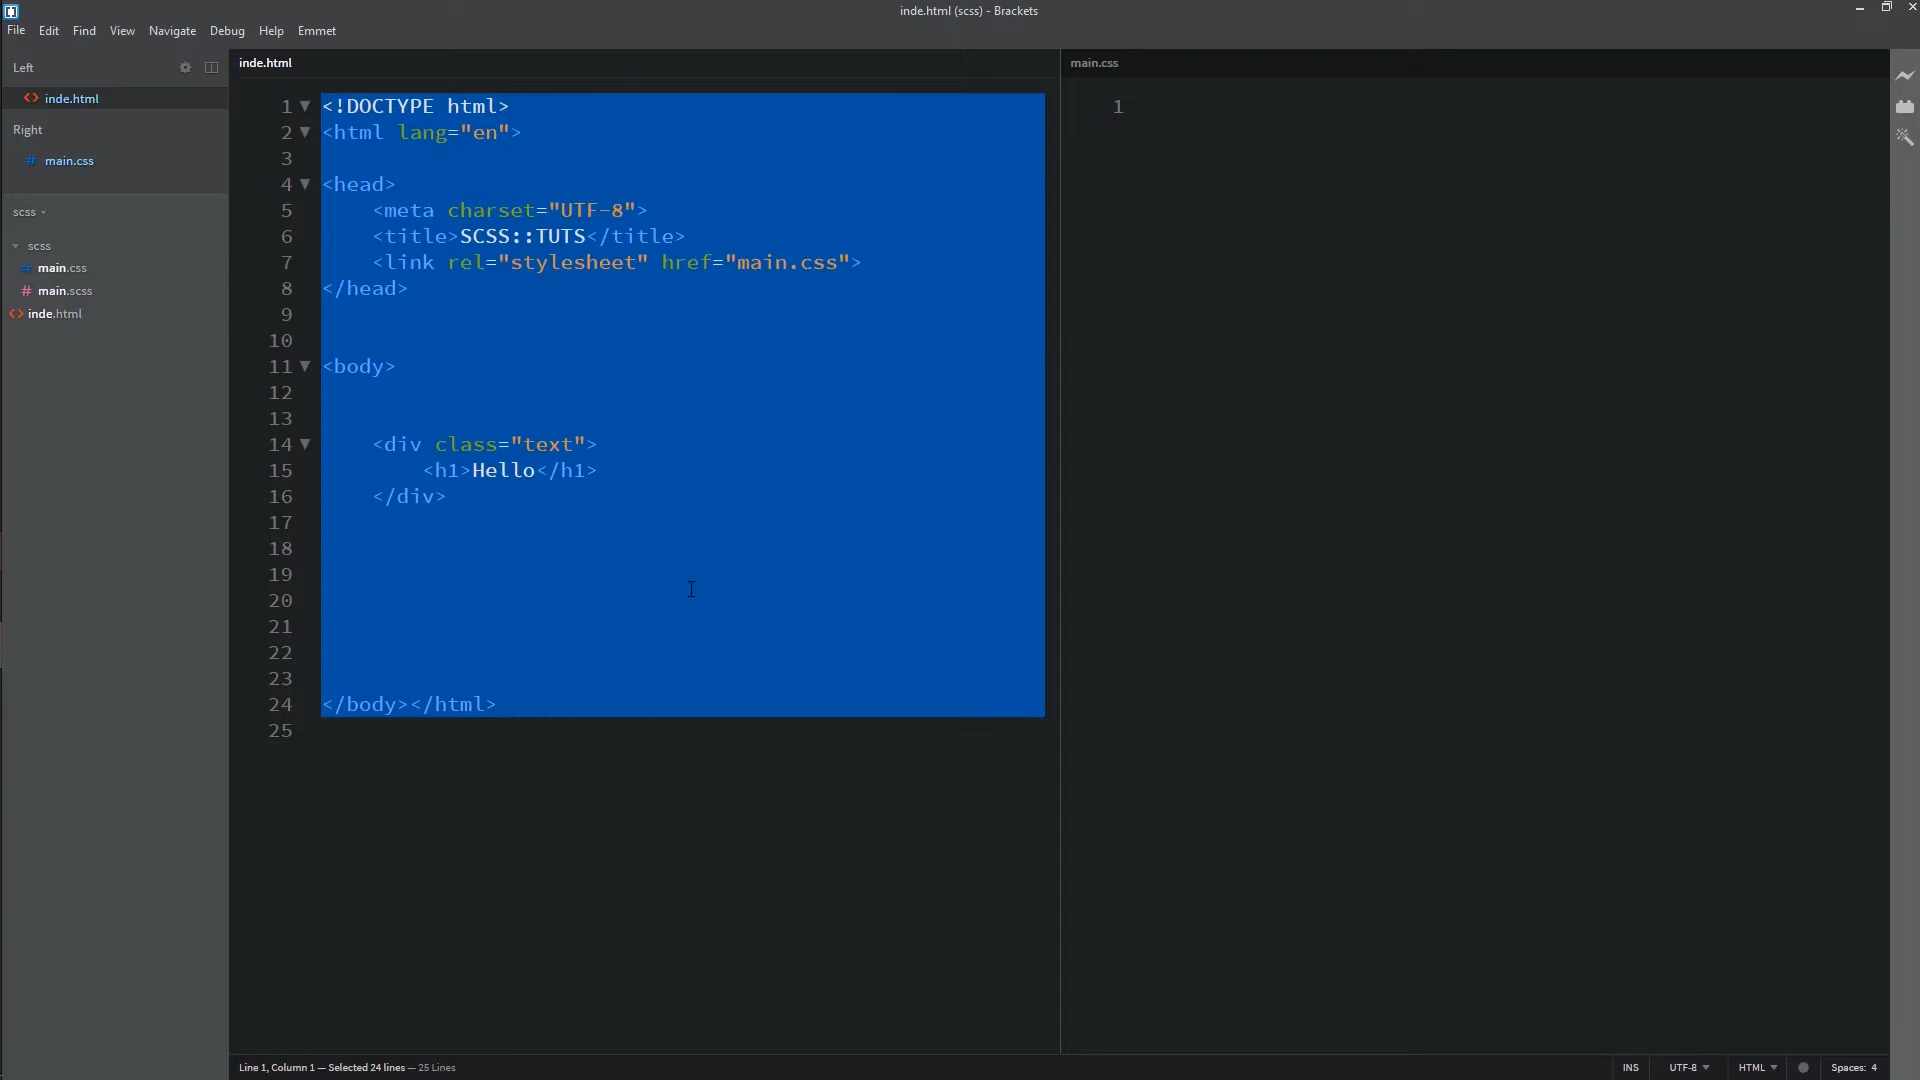 inde.html (scss) - Brackets
File Edit Find View Navigate Debug Help Emmet
Left
inde.html
Right
main.css
scss
scss
main.css
main.scss
inde.html
inde.html
1 <!DOCTYPE html>
2 <html lang="en">
3
4 <head>
5     <meta charset="UTF-8">
6     <title>SCSS::TUTS</title>
7     <link rel="stylesheet" href="main.css">
8 </head>
9
10
11 <body>
12
13
14     <div class="text">
15         <h1>Hello</h1>
16     </div>
17
18
19
20
21
22
23
24 </body></html>
25
main.css
1
Line 1, Column 1 — Selected 24 lines — 25 Lines
INS UTF-8 HTML Spaces: 4